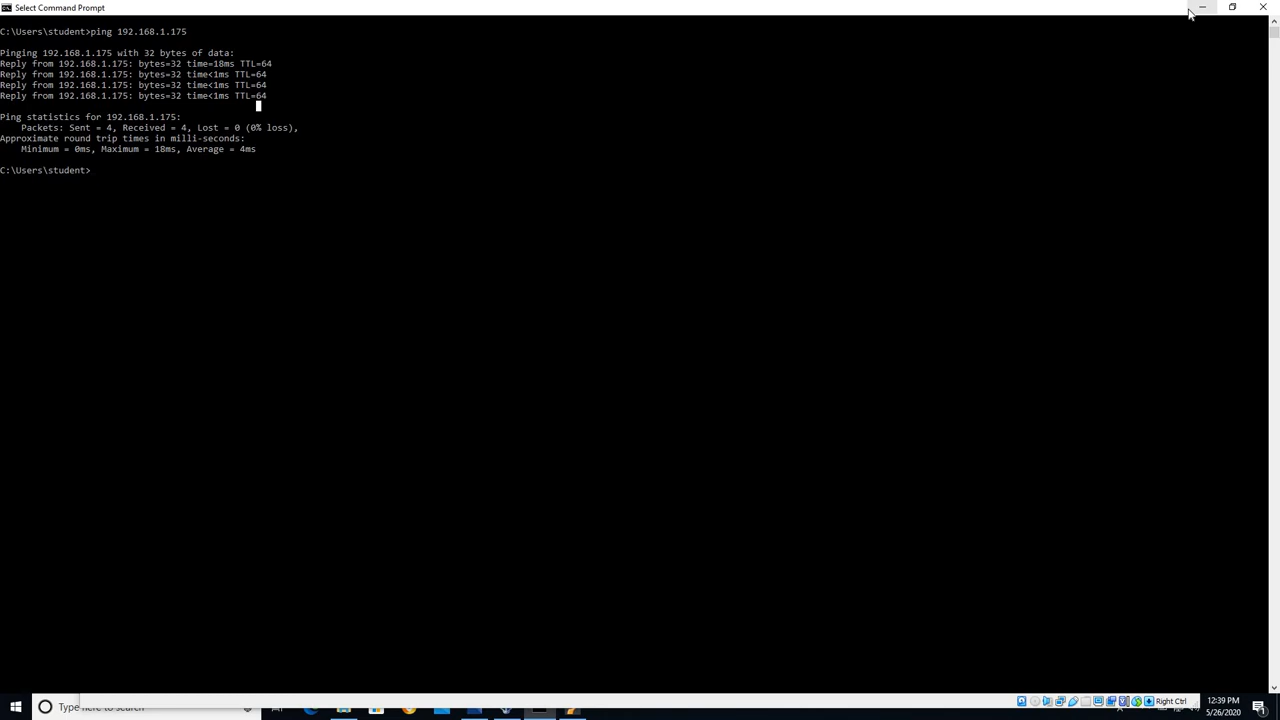 Select Command Prompt
C:\Users\student>ping 192.168.1.175
Pinging 192.168.1.175 with 32 bytes of data:
Reply from 192.168.1.175: bytes=32 time=18ms TTL=64
Reply from 192.168.1.175: bytes=32 time<1ms TTL=64
Reply from 192.168.1.175: bytes=32 time<1ms TTL=64
Reply from 192.168.1.175: bytes=32 time<1ms TTL=64
Ping statistics for 192.168.1.175:
Packets: Sent = 4, Received = 4, Lost = 0 (0% loss),
Approximate round trip times in milli-seconds:
Minimum = 0ms, Maximum = 18ms, Average = 4ms
C:\Users\student>
Right Ctrl
12:39 PM
Type here to search
5/26/2020